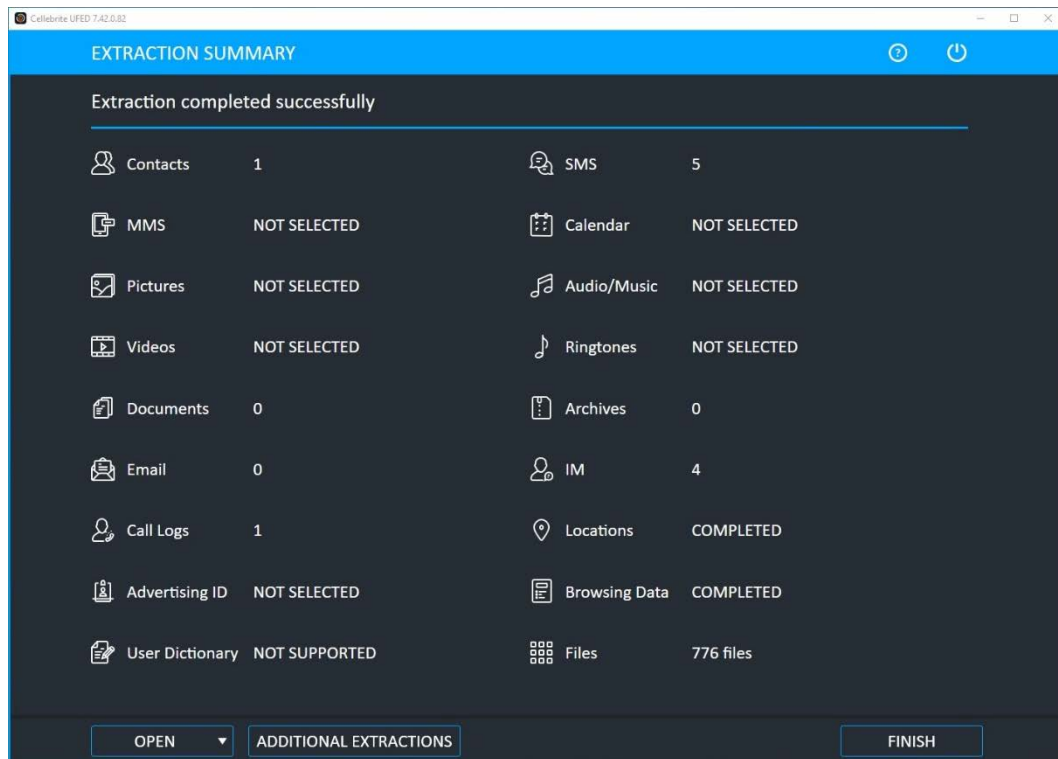 Cellebrite UFED 7.42.0.82
EXTRACTION SUMMARY
Extraction completed successfully
Contacts 1 SMS 5
MMS NOT SELECTED Calendar NOT SELECTED
Pictures NOT SELECTED Audio/Music NOT SELECTED
Videos NOT SELECTED Ringtones NOT SELECTED
Documents 0 Archives 0
Email 0 IM 4
Call Logs 1 Locations COMPLETED
Advertising ID NOT SELECTED Browsing Data COMPLETED
User Dictionary NOT SUPPORTED Files 776 files
OPEN ADDITIONAL EXTRACTIONS FINISH